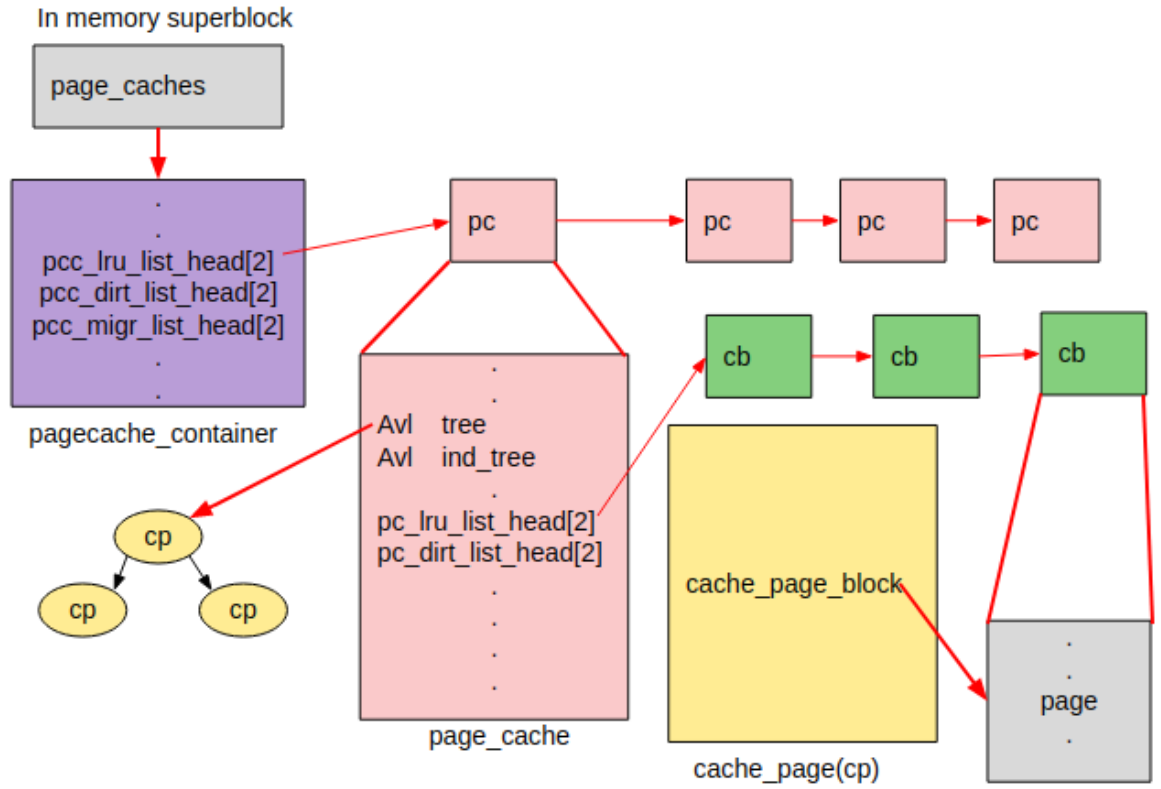 In memory superblock
page_caches
.
.
pcc_lru_list_head[2]
pcc_dirt_list_head[2]
pcc_migr_list_head[2]
.
.
pagecache_container
pc
pc
pc
pc
cb
cb
cb
.
.
Avl tree
Avl ind_tree
.
pc_lru_list_head[2]
pc_dirt_list_head[2]
.
.
.
.
page_cache
cp
cp
cp
cache_page_block
cache_page(cp)
.
.
page
.